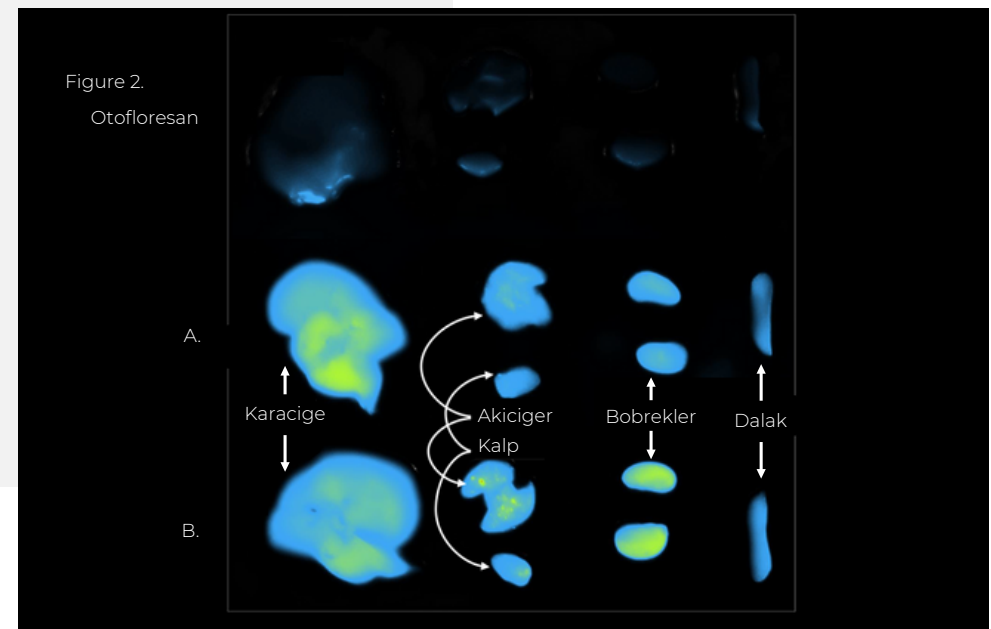 Figure 2.
Otofloresan
A.
Karacige
Akiciger
Kalp
Bobrekler
Dalak
B.